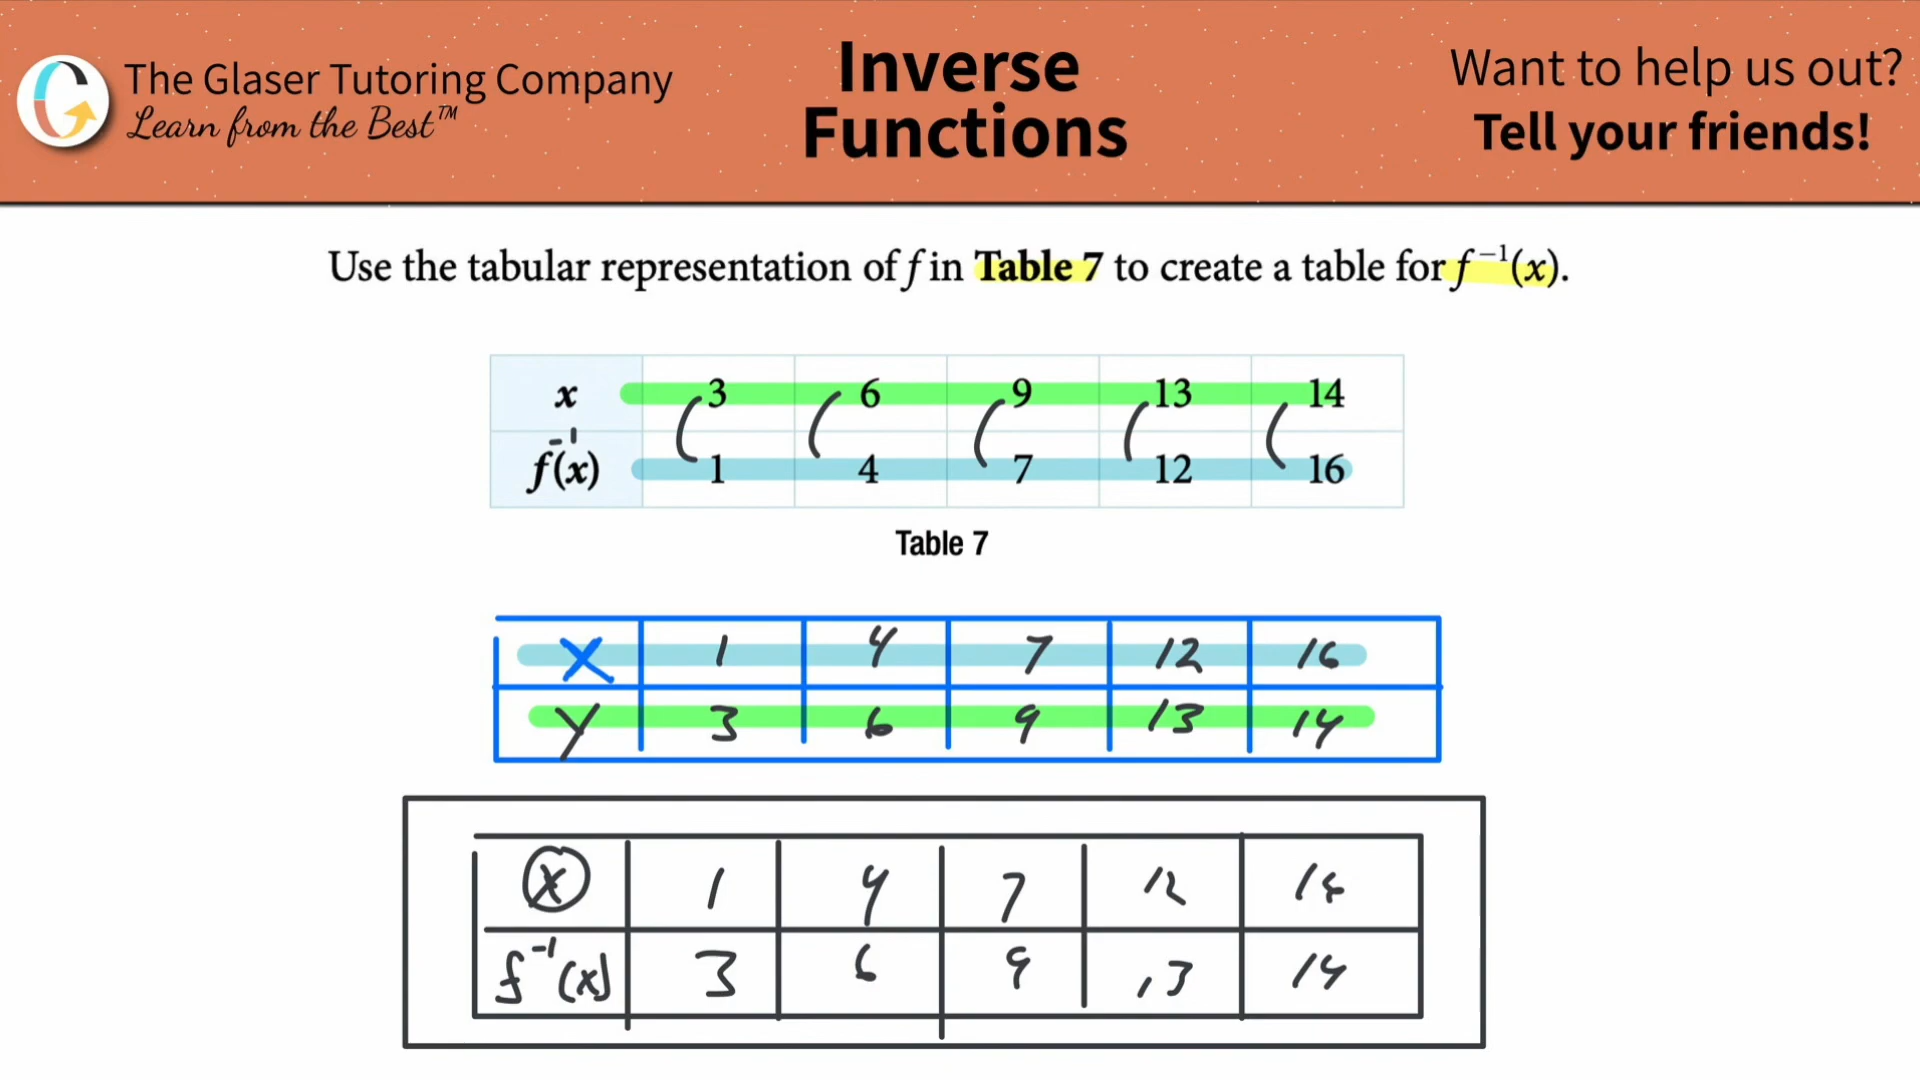 The Glaser Tutoring Company
Learn from the Best™
Inverse
Functions
Want to help us out?
Tell your friends!
Use the tabular representation of f in Table 7 to create a table for f⁻¹(x).
x 3 6 9 13 14
f⁻¹(x) 1 4 7 12 16
Table 7
X 1 4 7 12 16
Y 3 6 9 13 14
x 1 4 7 12
f⁻¹(x) 3 6 9 13 14